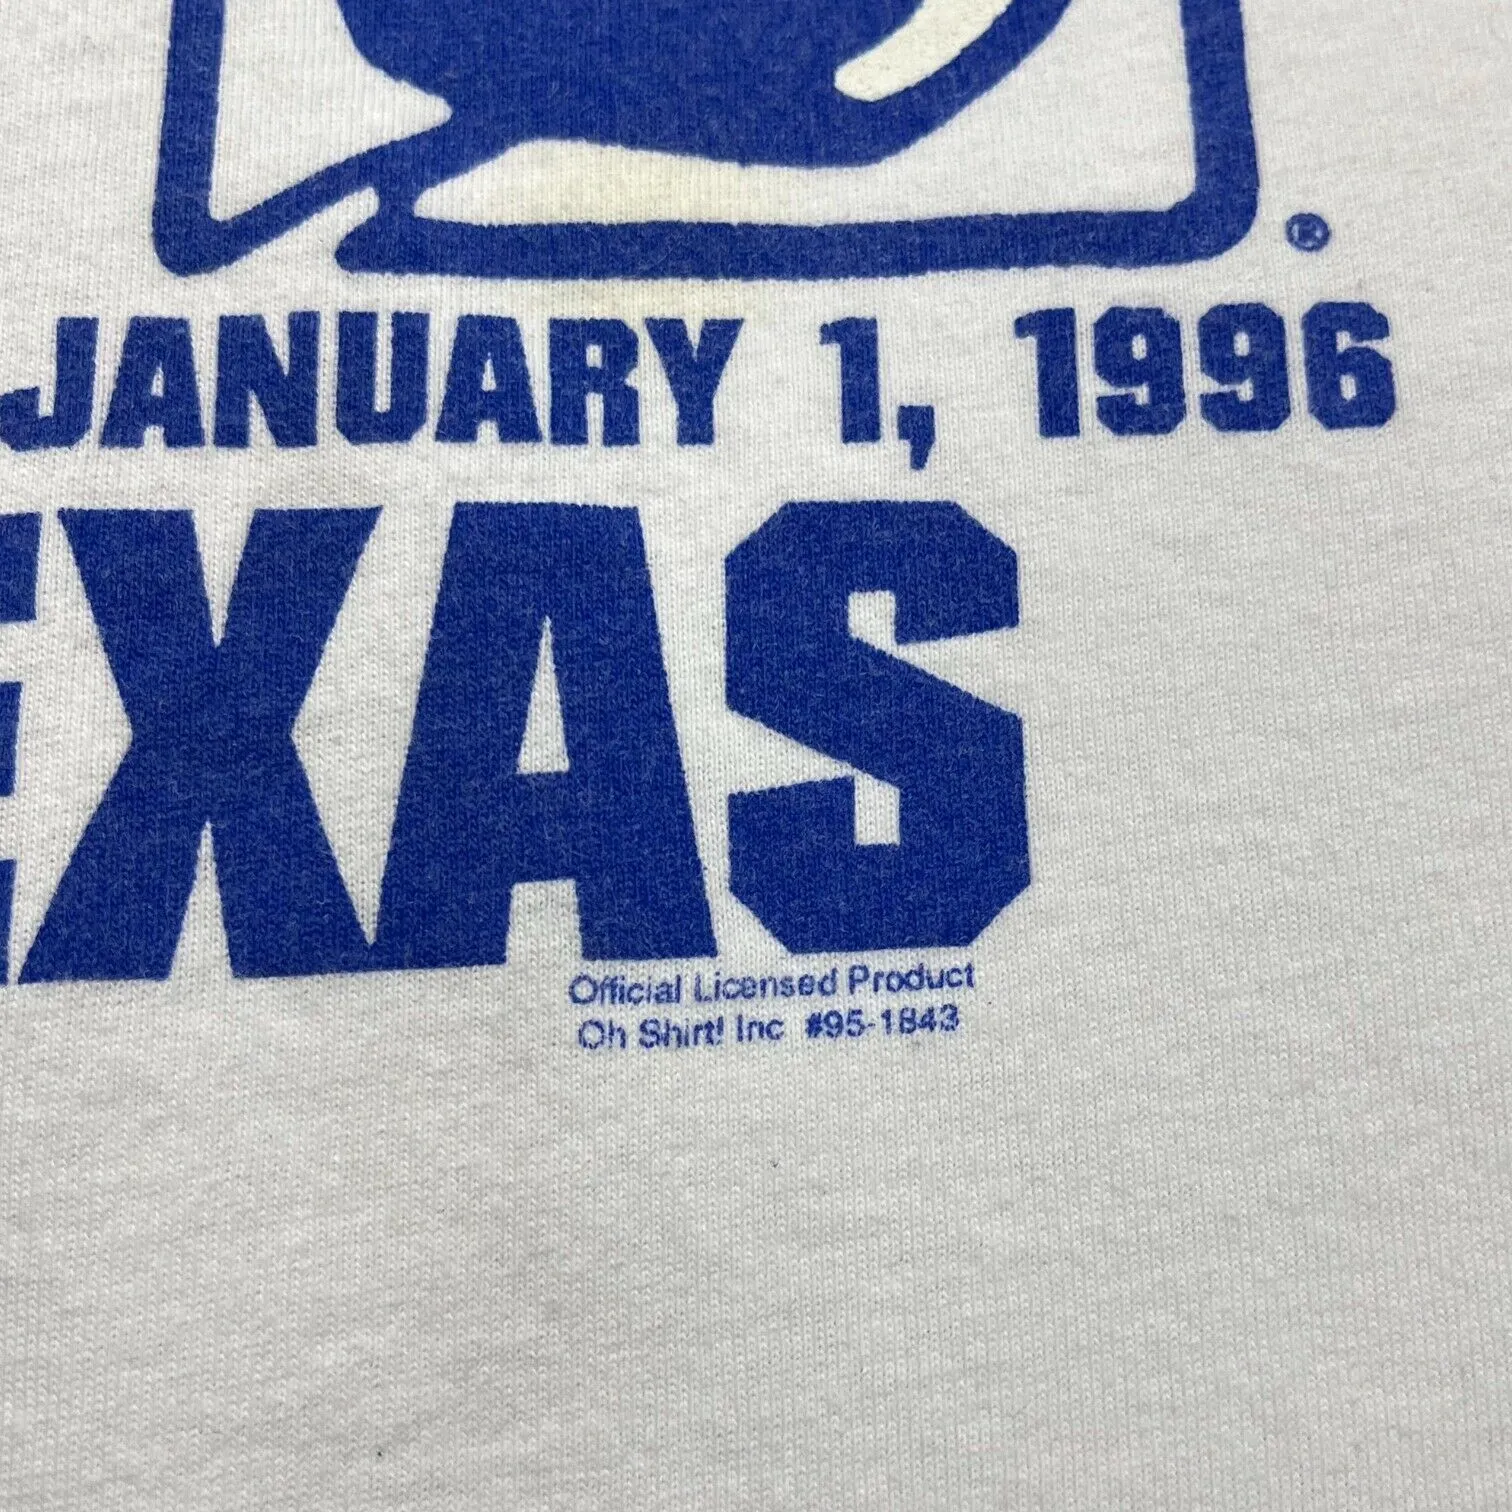 ®
JANUARY 1, 1996
EXAS
Official Licensed Product
Oh Shirt! Inc #95-1843